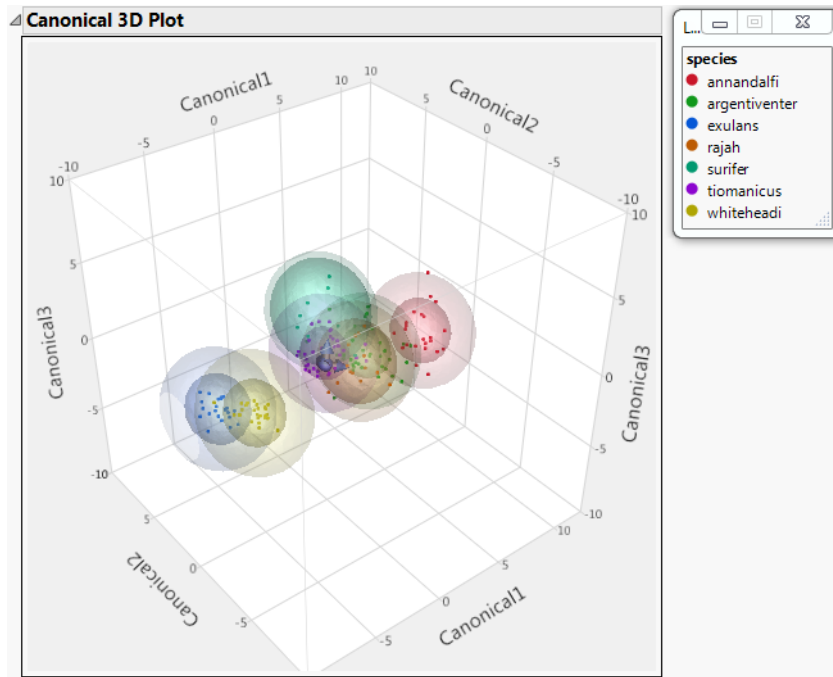 Canonical 3D Plot
L...
species
annandalfi
argentiventer
exulans
rajah
surifer
tiomanicus
whiteheadi
Canonical1
Canonical2
-10
-5
0
5
10
10
5
0
-5
-10
10
5
0
-5
-10
Canonical3
10
5
0
-5
-10
Canonical3
5
0
-5
Canonical2
-5
0
5
10
Canonical1